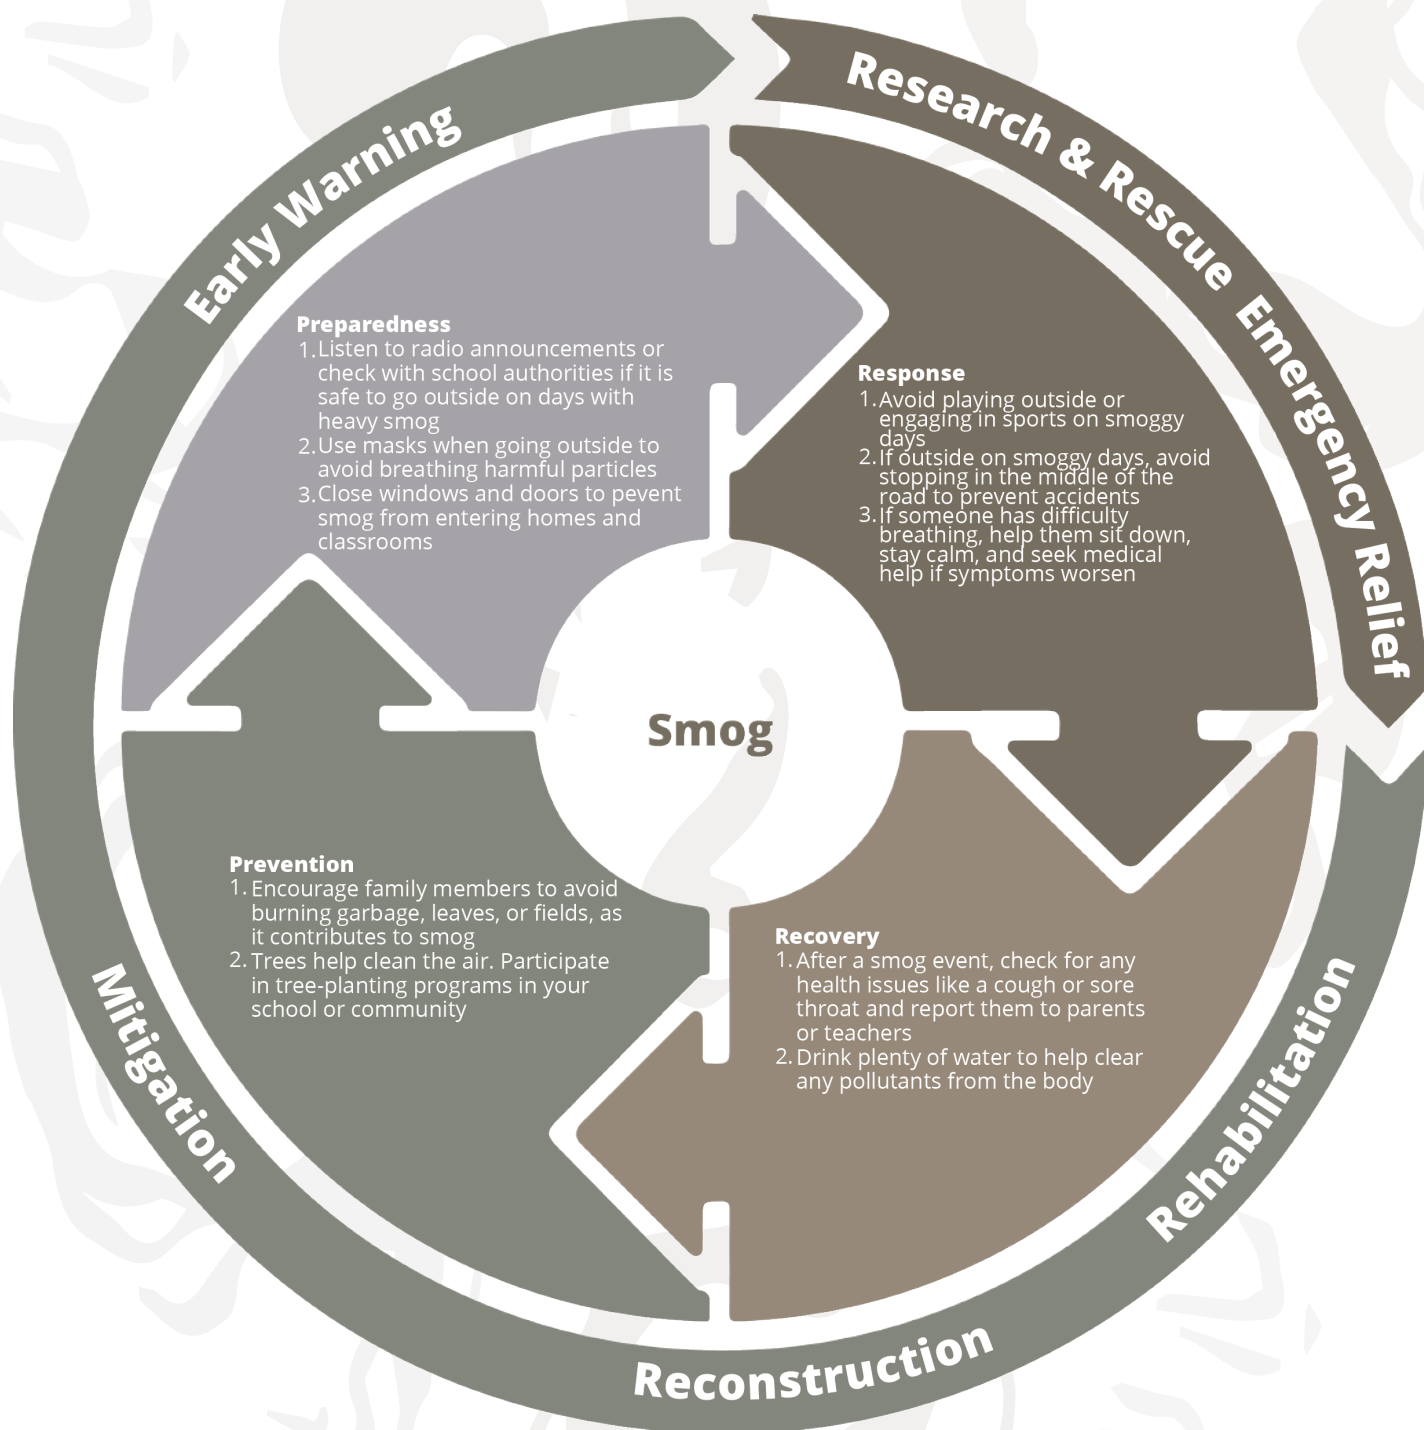 Early Warning
Research & Rescue Emergency Relief
Preparedness
1. Listen to radio announcements or
check with school authorities if it is
safe to go outside on days with
heavy smog
2. Use masks when going outside to
avoid breathing harmful particles
3. Close windows and doors to pevent
smog from entering homes and
classrooms
Response
1. Avoid playing outside or
engaging in sports on smoggy
days
2. If outside on smoggy days, avoid
stopping in the middle of the
road to prevent accidents
3. If someone has difficulty
breathing, help them sit down,
stay calm, and seek medical
help if symptoms worsen
Smog
Prevention
1. Encourage family members to avoid
burning garbage, leaves, or fields, as
it contributes to smog
2. Trees help clean the air. Participate
in tree-planting programs in your
school or community
Recovery
1. After a smog event, check for any
health issues like a cough or sore
throat and report them to parents
or teachers
2. Drink plenty of water to help clear
any pollutants from the body
Mitigation
Rehabilitation
Reconstruction